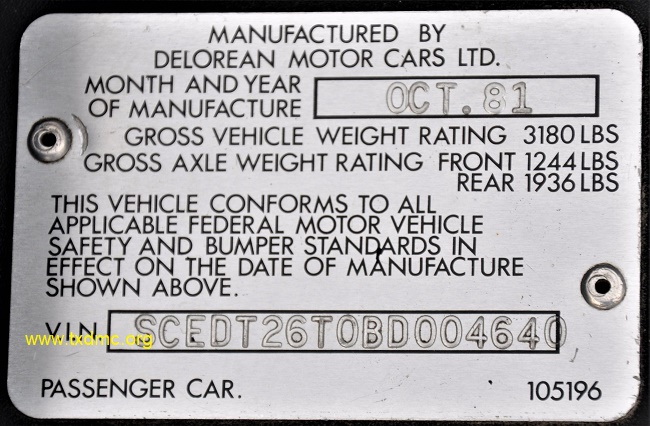 MANUFACTURED BY
DELOREAN MOTOR CARS LTD.
MONTH AND YEAR
OF MANUFACTURE OCT. 81
GROSS VEHICLE WEIGHT RATING 3180 LBS
GROSS AXLE WEIGHT RATING FRONT 1244 LBS
REAR 1936 LBS
THIS VEHICLE CONFORMS TO ALL
APPLICABLE FEDERAL MOTOR VEHICLE
SAFETY AND BUMPER STANDARDS IN
EFFECT ON THE DATE OF MANUFACTURE
SHOWN ABOVE.
V.I.N. SCEDT26T0BD004640
www.txdmc.org
PASSENGER CAR. 105196